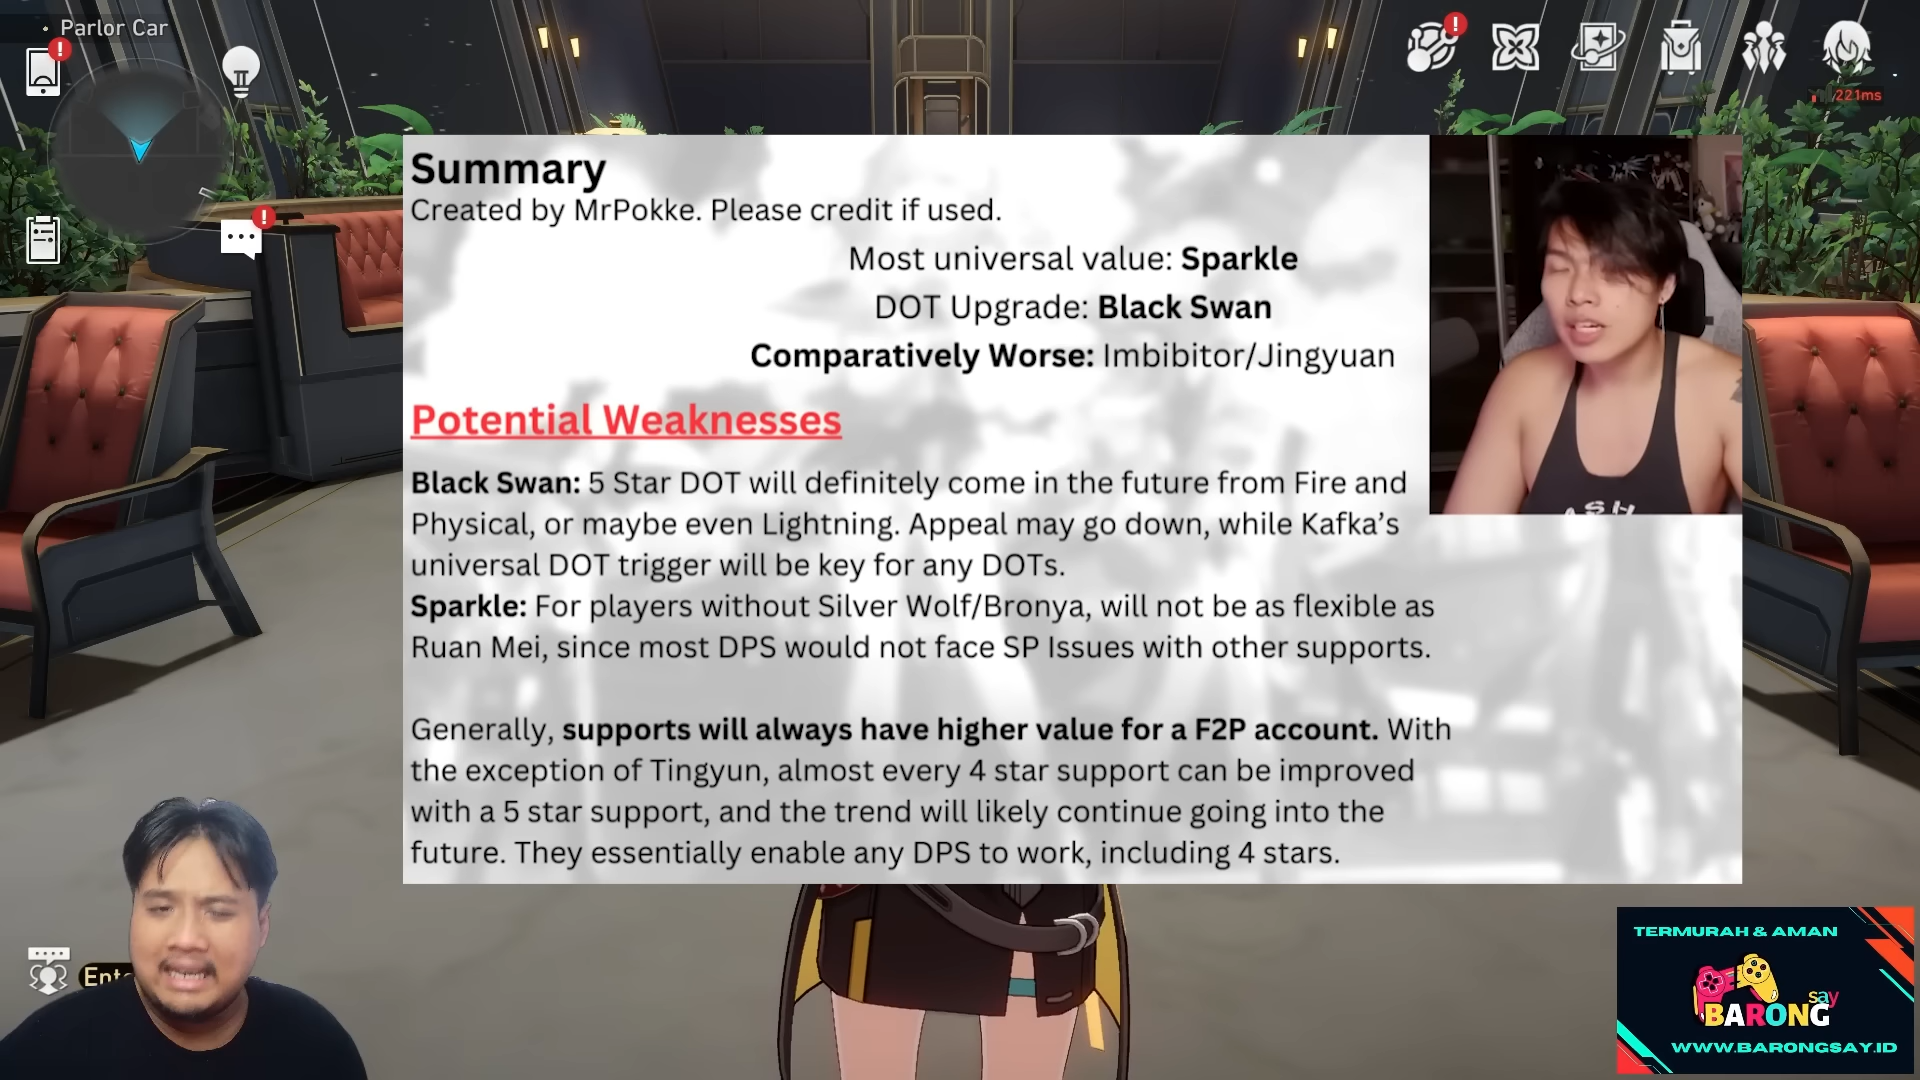 Parlor Car
221ms
Summary
Created by MrPokke. Please credit if used.
Most universal value: Sparkle
DOT Upgrade: Black Swan
Comparatively Worse: Imbibitor/Jingyuan
Potential Weaknesses
Black Swan: 5 Star DOT will definitely come in the future from Fire and
Physical, or maybe even Lightning. Appeal may go down, while Kafka's
universal DOT trigger will be key for any DOTs.
Sparkle: For players without Silver Wolf/Bronya, will not be as flexible as
Ruan Mei, since most DPS would not face SP Issues with other supports.
Generally, supports will always have higher value for a F2P account. With
the exception of Tingyun, almost every 4 star support can be improved
with a 5 star support, and the trend will likely continue going into the
future. They essentially enable any DPS to work, including 4 stars.
TERMURAH & AMAN
say
BARONG
WWW.BARONGSAY.ID